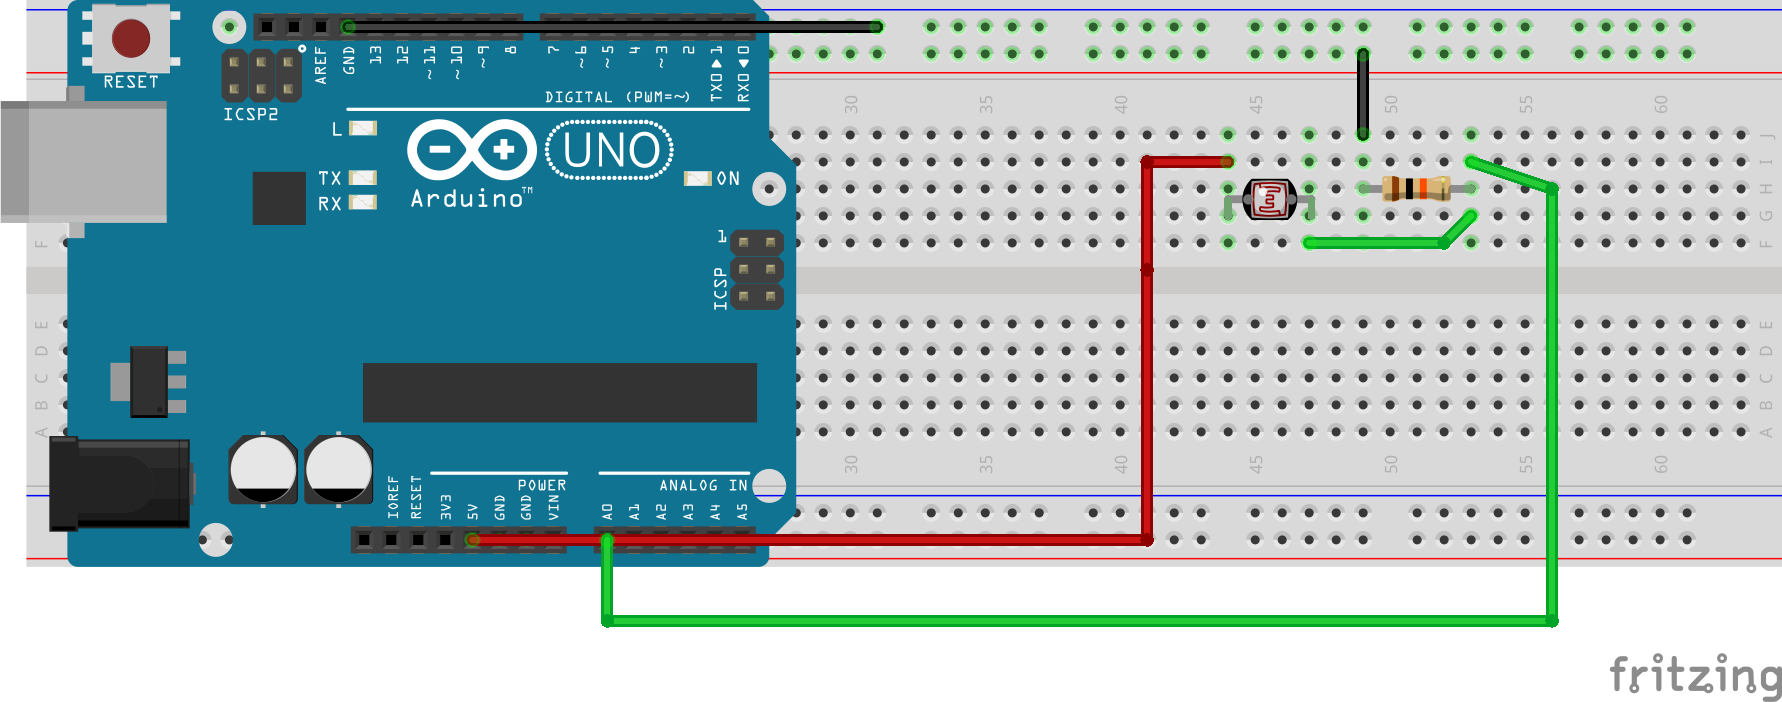 RESET
ICSP2
AREF
GND
13
12
~11
~10
~9
8
7
~6
~5
4
~3
2
TX0▶1
RX0◀0
DIGITAL (PWM=~)
L
TX
RX
UNO
ON
Arduino™
1
ICSP
IOREF
RESET
3V3
5V
GND
GND
VIN
POWER
A0
A1
A2
A3
A4
A5
ANALOG IN
30 35 40 45 50 55 60
J
I
H
G
F F
E E
D D
C C
B B
A A
30 35 40 45 50 55 60
fritzing